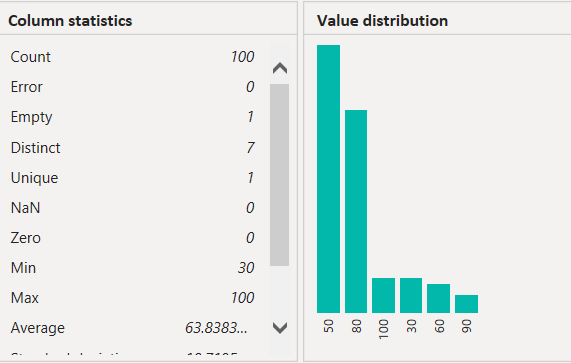 Column statistics
Count 100
Error 0
Empty 1
Distinct 7
Unique 1
NaN 0
Zero 0
Min 30
Max 100
Average 63.8383...
Value distribution
50 80 100 30 60 90